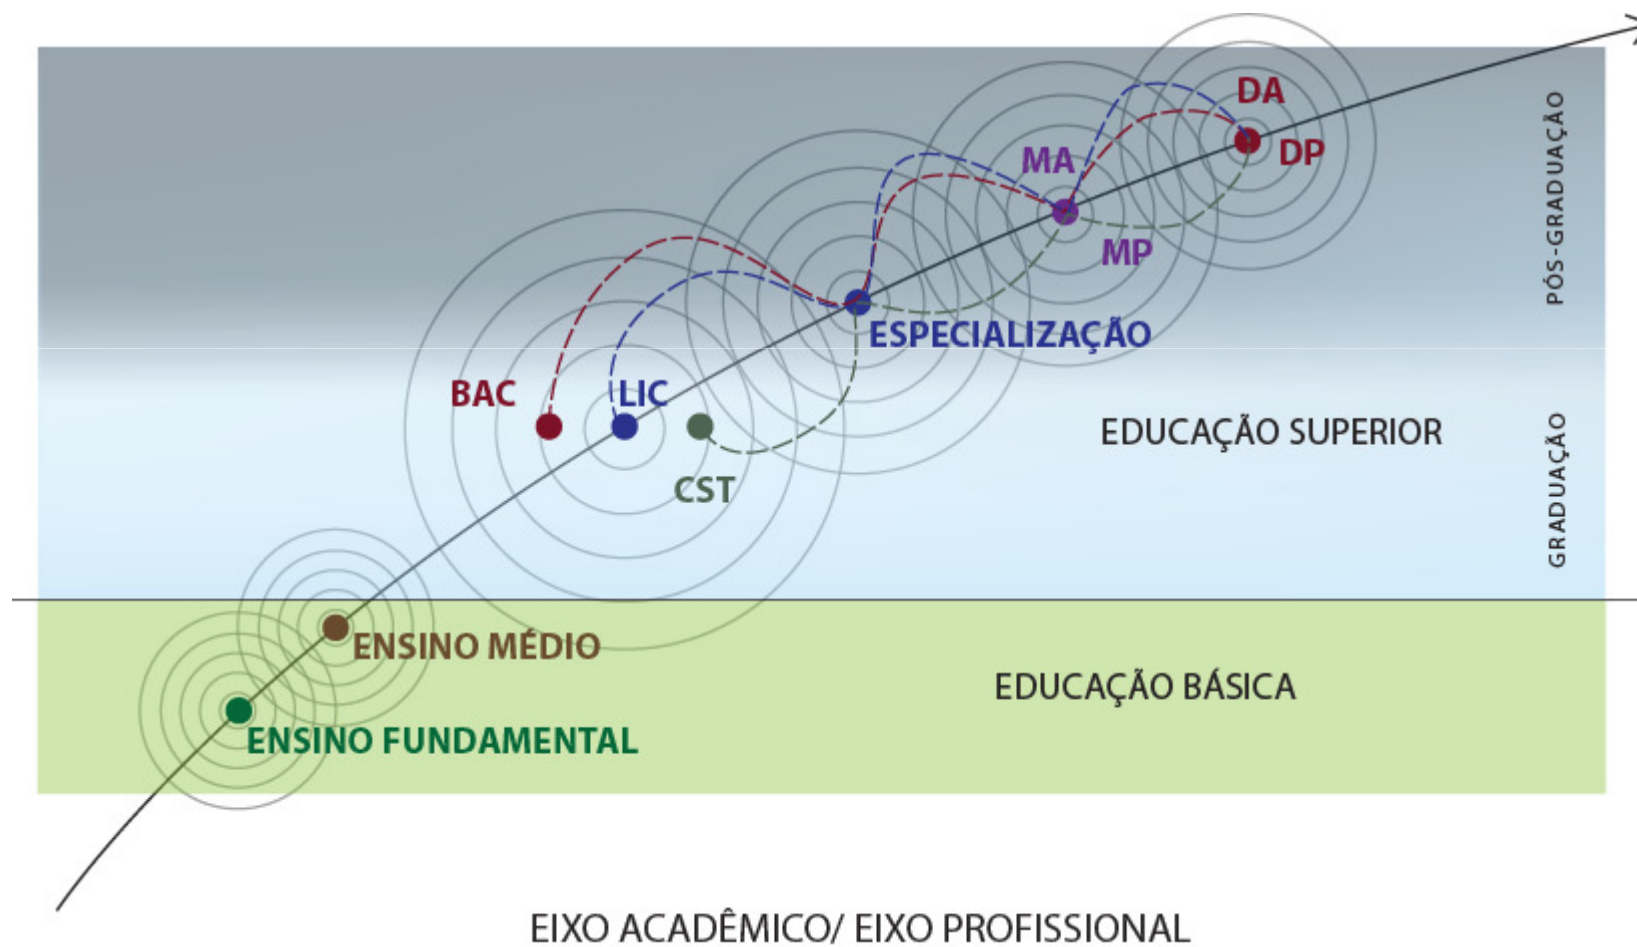 DA
DP
PÓS-GRADUAÇÃO
MA
MP
ESPECIALIZAÇÃO
BAC
LIC
CST
EDUCAÇÃO SUPERIOR
GRADUAÇÃO
ENSINO MÉDIO
EDUCAÇÃO BÁSICA
ENSINO FUNDAMENTAL
EIXO ACADÊMICO/ EIXO PROFISSIONAL